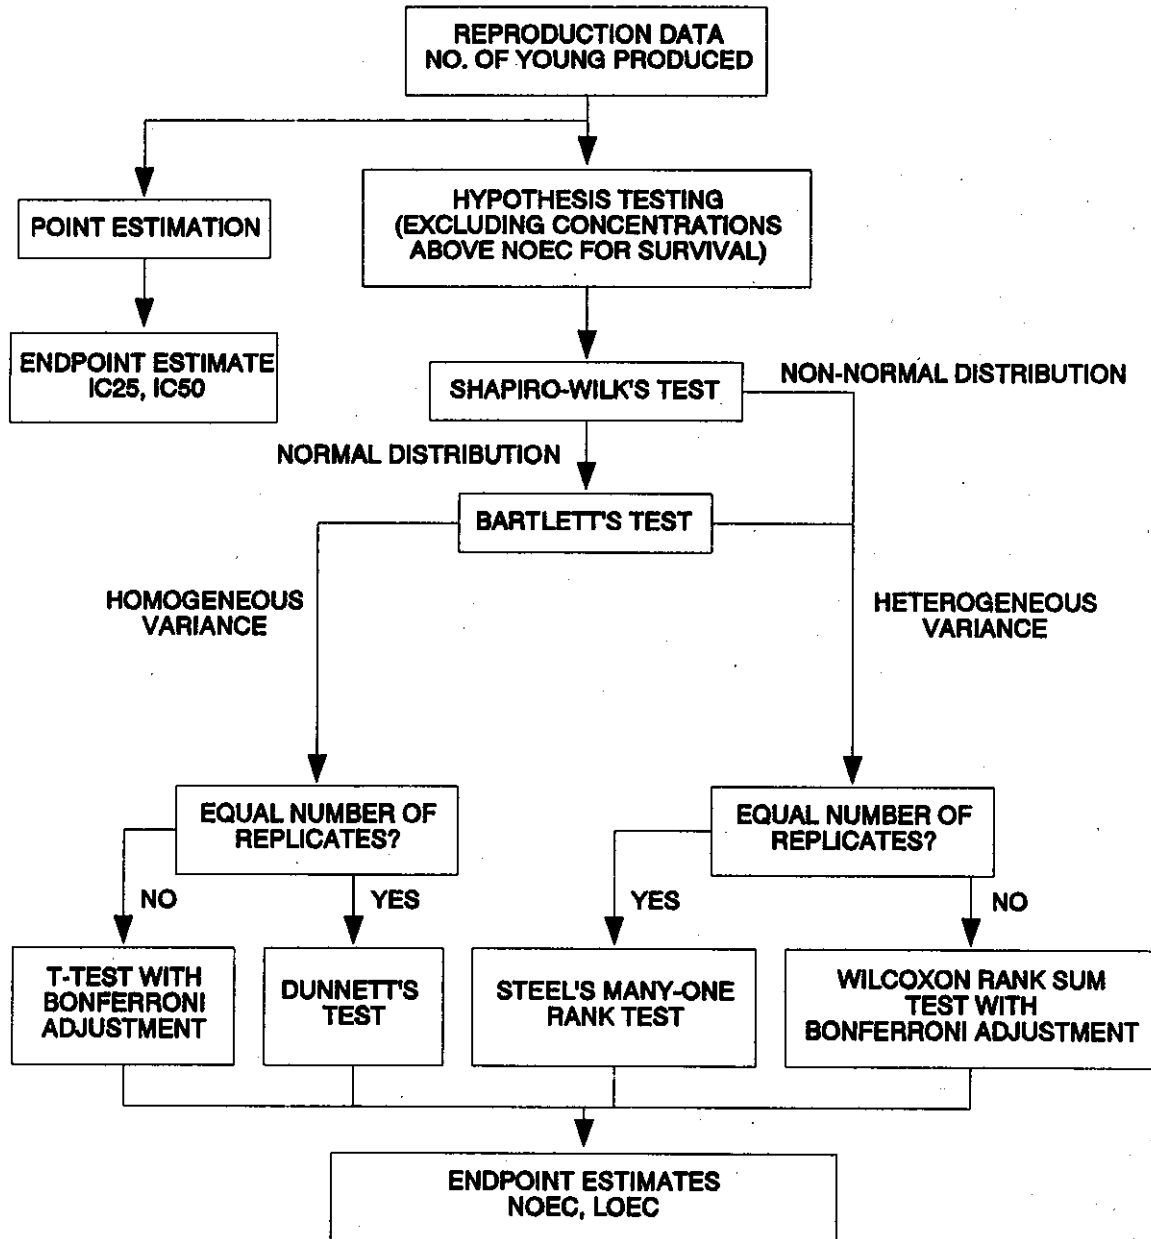 REPRODUCTION DATA
NO. OF YOUNG PRODUCED
POINT ESTIMATION
HYPOTHESIS TESTING
(EXCLUDING CONCENTRATIONS
ABOVE NOEC FOR SURVIVAL)
ENDPOINT ESTIMATE
IC25, IC50
SHAPIRO-WILK'S TEST
NON-NORMAL DISTRIBUTION
NORMAL DISTRIBUTION
BARTLETT'S TEST
HOMOGENEOUS
VARIANCE
HETEROGENEOUS
VARIANCE
EQUAL NUMBER OF
REPLICATES?
EQUAL NUMBER OF
REPLICATES?
NO
YES
YES
NO
T-TEST WITH
BONFERRONI
ADJUSTMENT
DUNNETT'S
TEST
STEEL'S MANY-ONE
RANK TEST
WILCOXON RANK SUM
TEST WITH
BONFERRONI ADJUSTMENT
ENDPOINT ESTIMATES
NOEC, LOEC